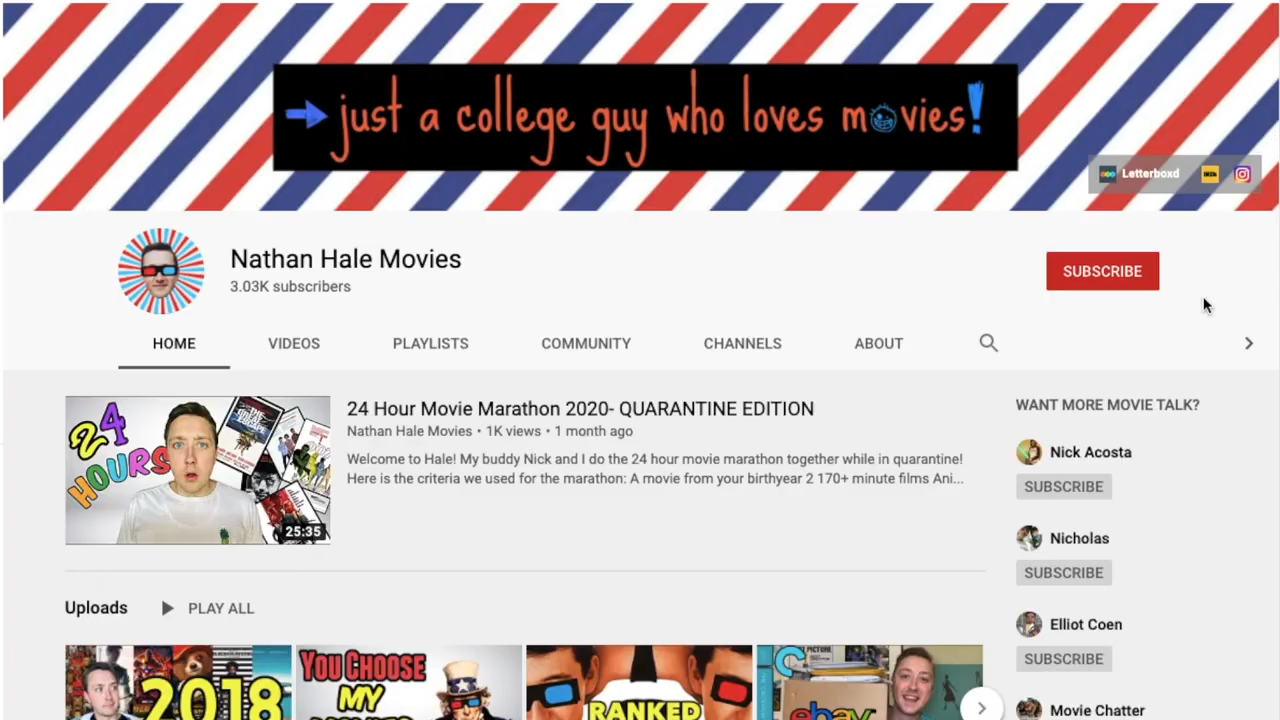 just a college guy who loves movies!
Letterboxd
IMDb
Nathan Hale Movies
3.03K subscribers
SUBSCRIBE
HOME VIDEOS PLAYLISTS COMMUNITY CHANNELS ABOUT
24 HOURS
25:35
24 Hour Movie Marathon 2020- QUARANTINE EDITION
Nathan Hale Movies • 1K views • 1 month ago
Welcome to Hale! My buddy Nick and I do the 24 hour movie marathon together while in quarantine!
Here is the criteria we used for the marathon: A movie from your birthyear 2 170+ minute films Ani...
WANT MORE MOVIE TALK?
Nick Acosta
SUBSCRIBE
Nicholas
SUBSCRIBE
Elliot Coen
SUBSCRIBE
Movie Chatter
Uploads PLAY ALL
2018
YOU CHOOSE
MY
RANKED
ebay